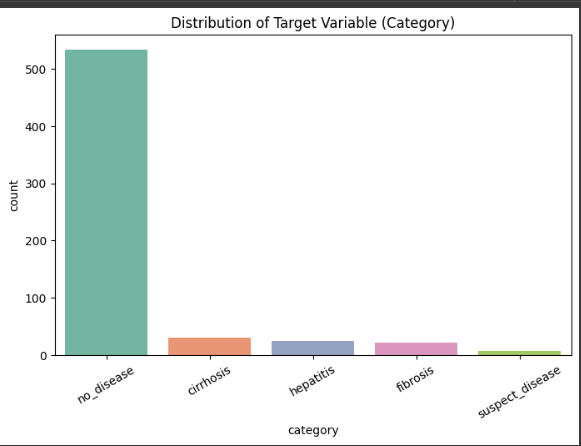 Distribution of Target Variable (Category)
500
400
300
200
100
0
count
no_disease
cirrhosis
hepatitis
fibrosis
suspect_disease
category